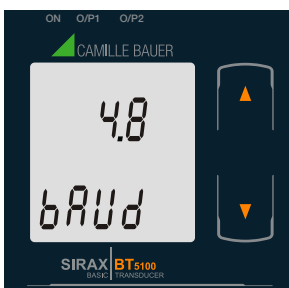 ON O/P1 O/P2
CAMILLE BAUER
4.8
bAUd
SIRAX BT5100
BASIC TRANSDUCER